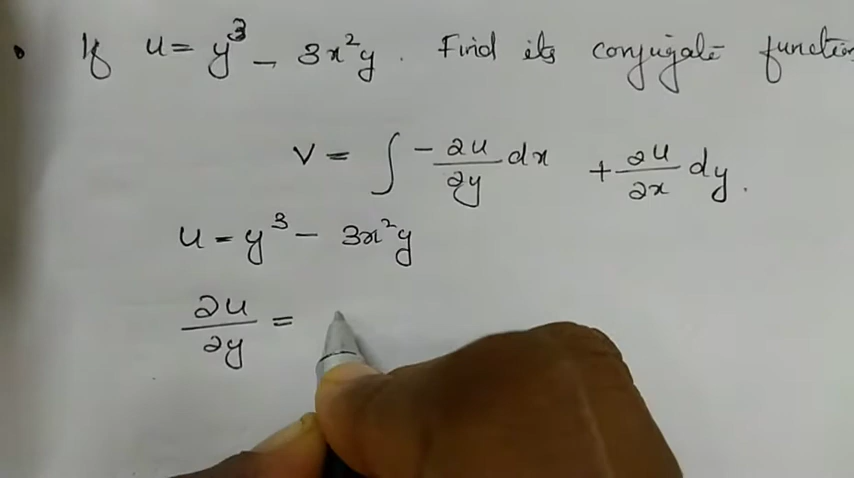 • If u = y³ - 3x²y. Find its conjugate function
v = ∫ -∂u/∂y dx + ∂u/∂x dy.
u = y³ - 3x²y
∂u/∂y =